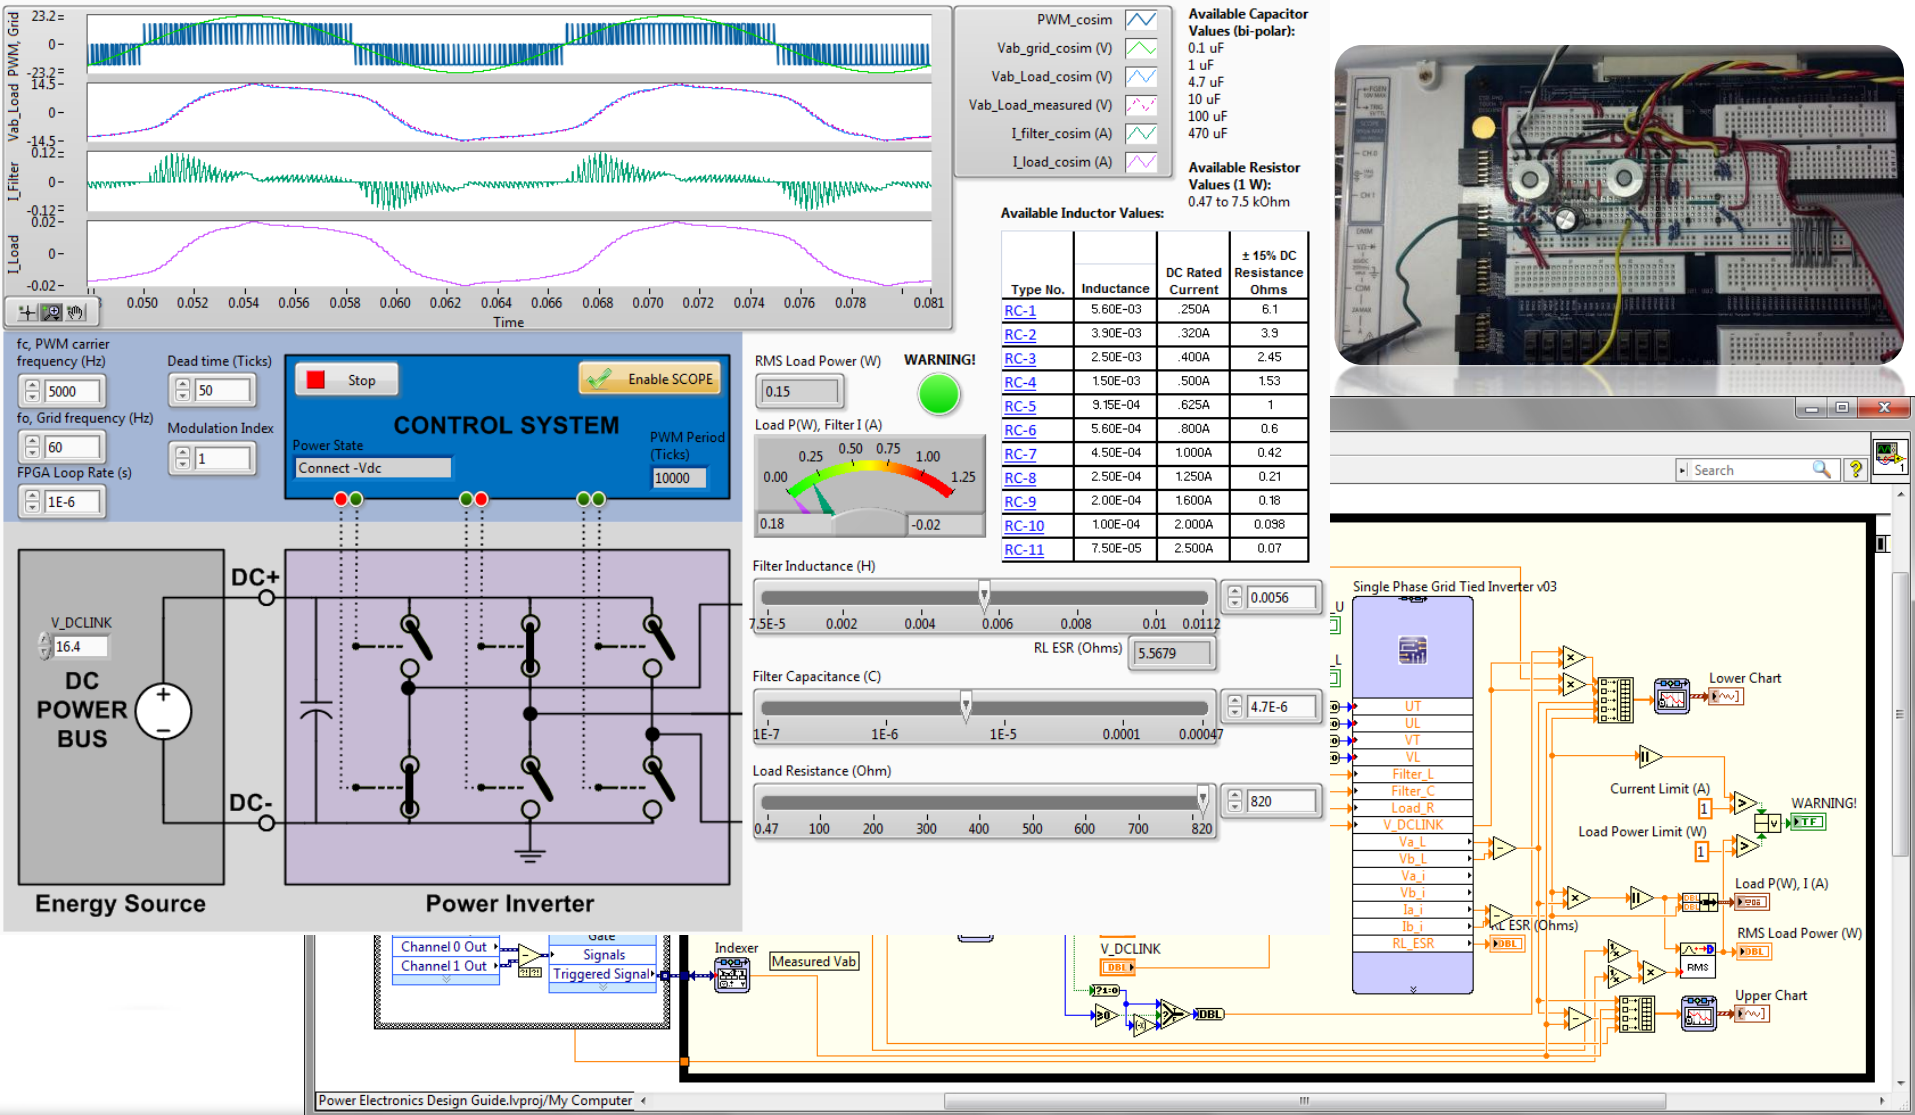 PWM, Grid
23.2
0
-23.2
Vab_Load
14.5
0
-14.5
I_Filter
0.12
0
-0.12
I_Load
0.02
0
-0.02
0.050
0.052
0.054
0.056
0.058
0.060
0.062
0.064
0.066
0.068
0.070
0.072
0.074
0.076
0.078
0.081
Time
PWM_cosim
Vab_grid_cosim (V)
Vab_Load_cosim (V)
Vab_Load_measured (V)
I_filter_cosim (A)
I_load_cosim (A)
Available Capacitor
Values (bi-polar):
0.1 uF
1 uF
4.7 uF
10 uF
100 uF
470 uF
Available Resistor
Values (1 W):
0.47 to 7.5 kOhm
Available Inductor Values:
Type No. Inductance DC Rated Current ± 15% DC Resistance Ohms
RC-1 5.60E-03 .250A 6.1
RC-2 3.90E-03 .320A 3.9
RC-3 2.50E-03 .400A 2.45
RC-4 1.50E-03 .500A 1.53
RC-5 9.15E-04 .625A 1
RC-6 5.60E-04 .800A 0.6
RC-7 4.50E-04 1.000A 0.42
RC-8 2.50E-04 1.250A 0.21
RC-9 2.00E-04 1.600A 0.18
RC-10 1.00E-04 2.000A 0.098
RC-11 7.50E-05 2.500A 0.07
fc, PWM carrier
frequency (Hz)
5000
fo, Grid frequency (Hz)
60
FPGA Loop Rate (s)
1E-6
Dead time (Ticks)
50
Modulation Index
1
Stop
Enable SCOPE
CONTROL SYSTEM
Power State
Connect -Vdc
PWM Period
(Ticks)
10000
RMS Load Power (W)
0.15
WARNING!
Load P(W), Filter I (A)
0.00
0.25
0.50
0.75
1.00
1.25
0.18
-0.02
V_DCLINK
16.4
DC
POWER
BUS
DC+
DC-
Energy Source
Power Inverter
Filter Inductance (H)
7.5E-5 0.002 0.004 0.006 0.008 0.01 0.0112
0.0056
RL ESR (Ohms)
5.5679
Filter Capacitance (C)
1E-7 1E-6 1E-5 0.0001 0.00047
4.7E-6
Load Resistance (Ohm)
0.47 100 200 300 400 500 600 700 820
820
Search
1
Single Phase Grid Tied Inverter v03
UT
UL
VT
VL
Filter_L
Filter_C
Load_R
V_DCLINK
Va_L
Vb_L
Va_i
Vb_i
Ia_i
Ib_i
RL_ESR
RL ESR (Ohms)
DBL
Lower Chart
Current Limit (A)
1
WARNING!
TF
Load Power Limit (W)
1
Load P(W), I (A)
RMS Load Power (W)
RMS
DBL
Upper Chart
Channel 0 Out
Channel 1 Out
Gate
Signals
Triggered Signal
Indexer
Measured Vab
V_DCLINK
DBL
?1:0
DBL
Power Electronics Design Guide.lvproj/My Computer